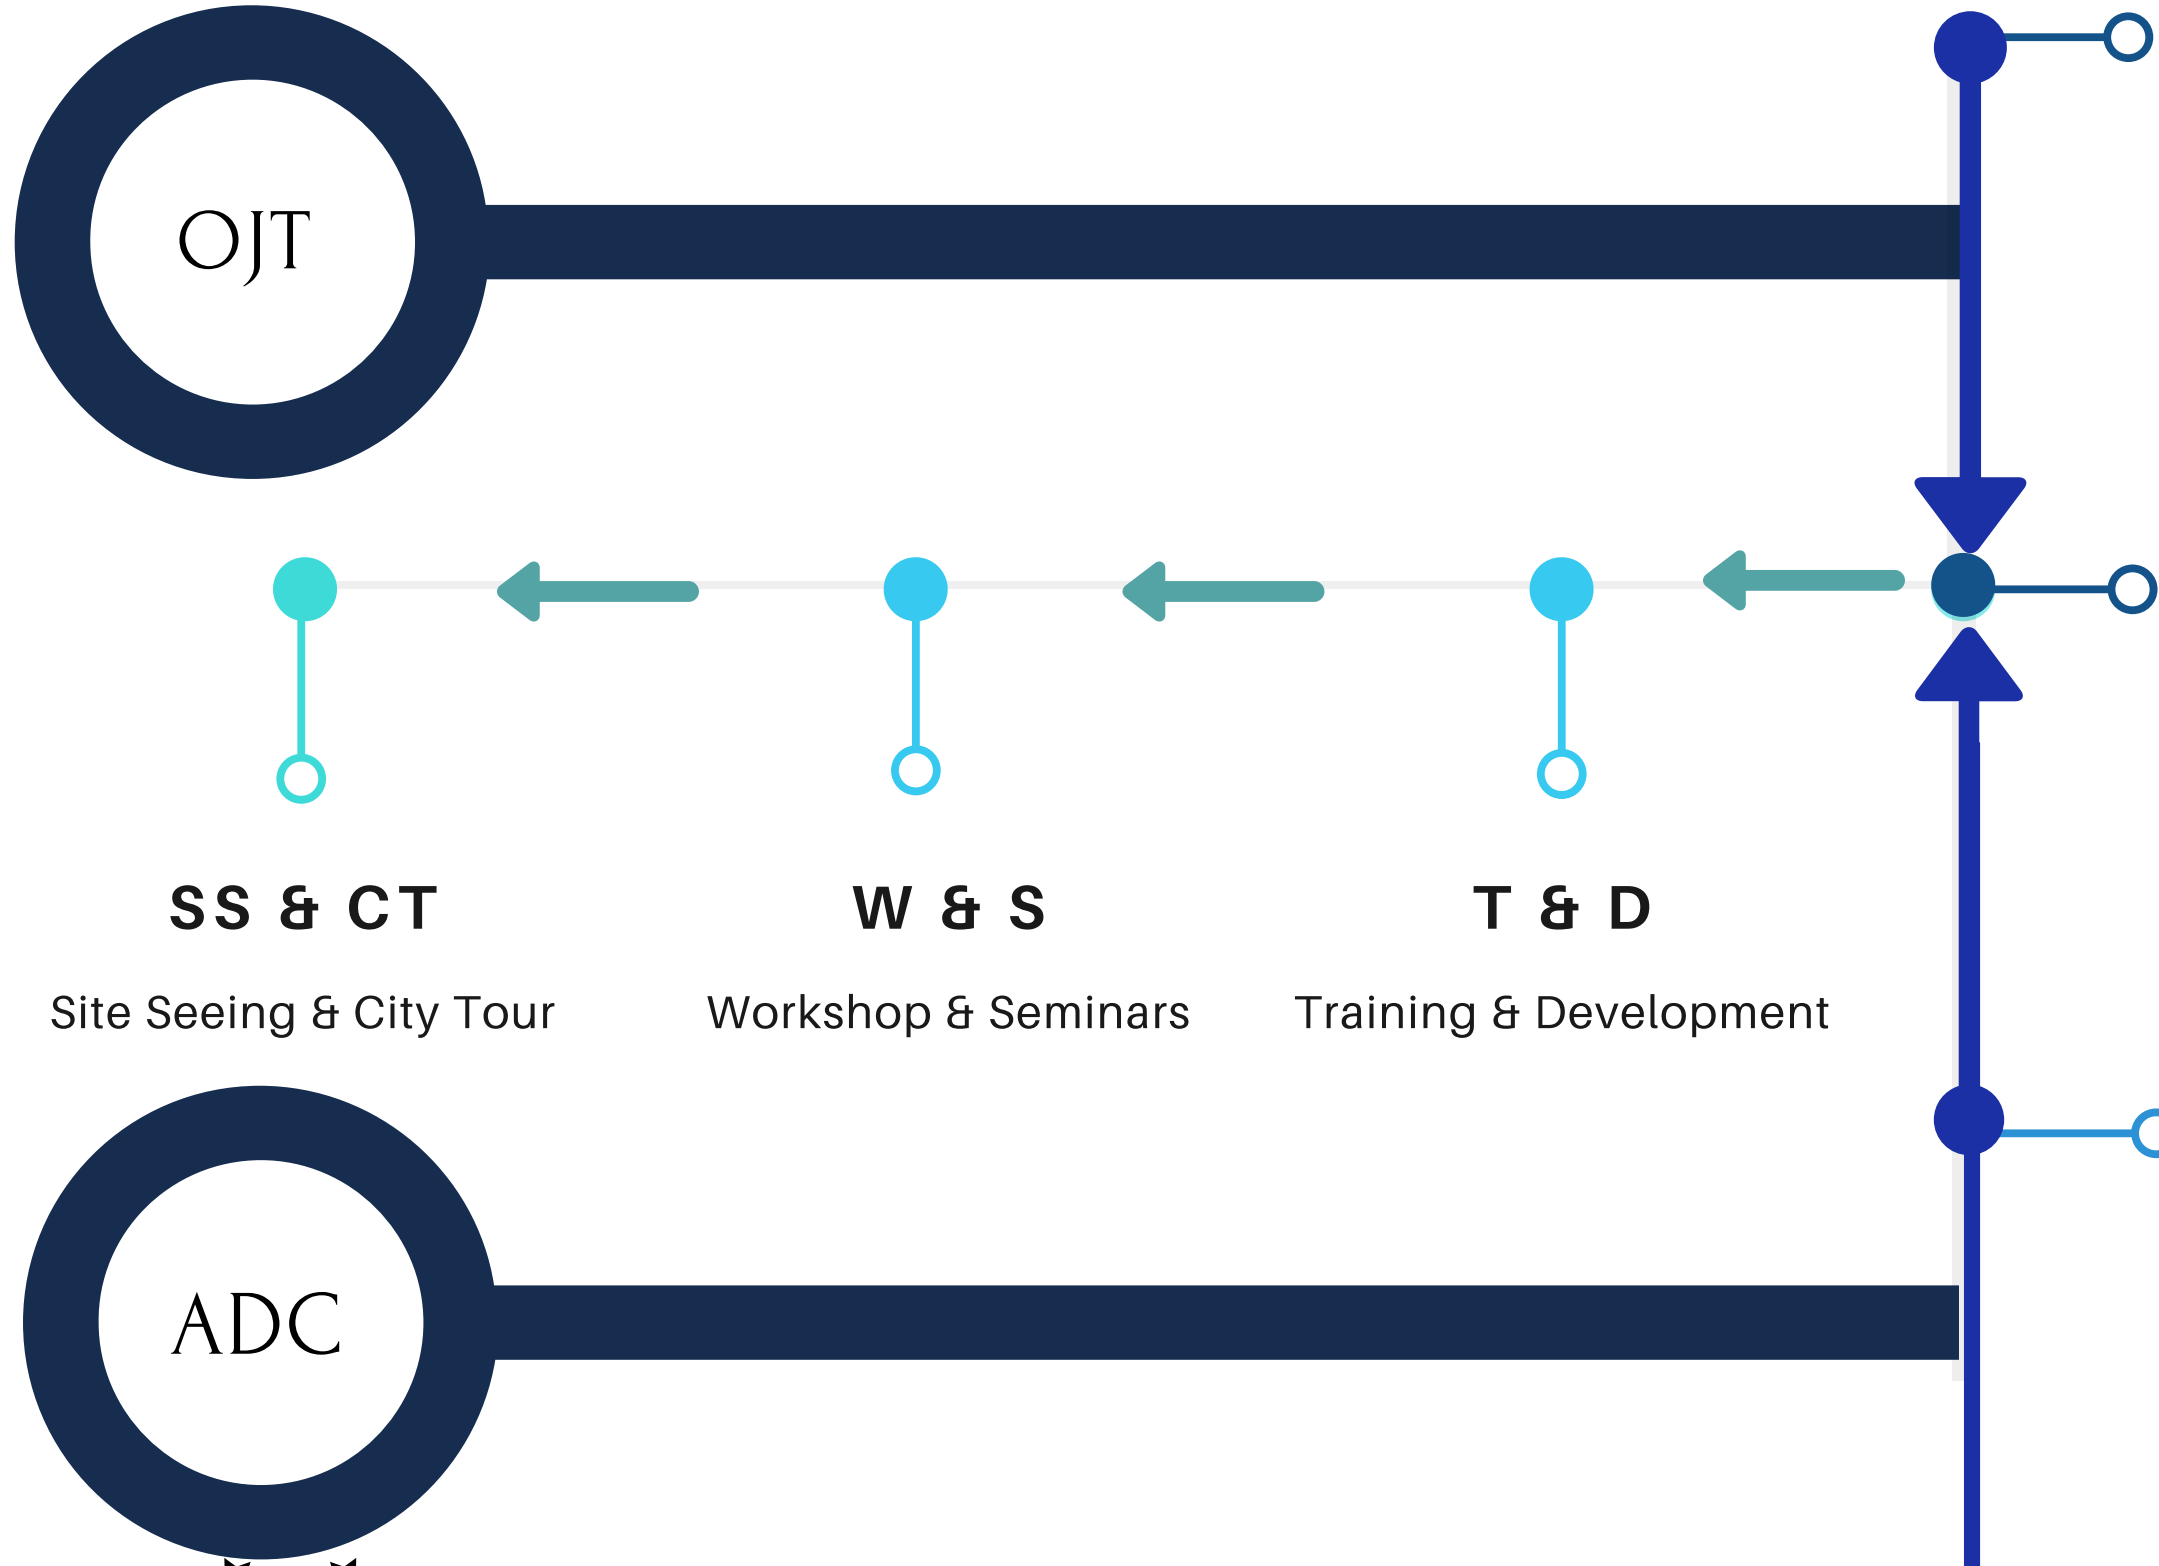 OJT
SS & CT
W & S
T & D
Site Seeing & City Tour
Workshop & Seminars
Training & Development
ADC